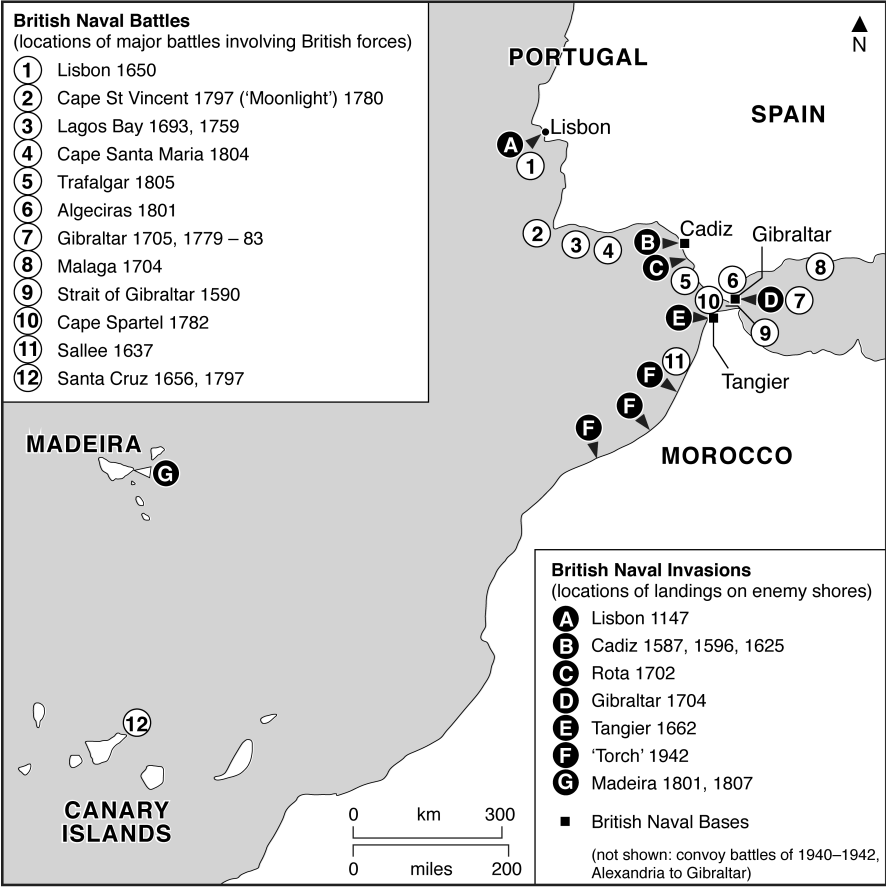 British Naval Battles
(locations of major battles involving British forces)
1 Lisbon 1650
2 Cape St Vincent 1797 (‘Moonlight’) 1780
3 Lagos Bay 1693, 1759
4 Cape Santa Maria 1804
5 Trafalgar 1805
6 Algeciras 1801
7 Gibraltar 1705, 1779 – 83
8 Malaga 1704
9 Strait of Gibraltar 1590
10 Cape Spartel 1782
11 Sallee 1637
12 Santa Cruz 1656, 1797
N
PORTUGAL
SPAIN
Lisbon
A
1
2
3
4
B
Cadiz
C
5
Gibraltar
6
8
10
D
7
E
9
Tangier
11
F
F
F
MOROCCO
MADEIRA
G
12
CANARY
ISLANDS
0 km 300
0 miles 200
British Naval Invasions
(locations of landings on enemy shores)
A Lisbon 1147
B Cadiz 1587, 1596, 1625
C Rota 1702
D Gibraltar 1704
E Tangier 1662
F ‘Torch’ 1942
G Madeira 1801, 1807
British Naval Bases
(not shown: convoy battles of 1940–1942,
Alexandria to Gibraltar)